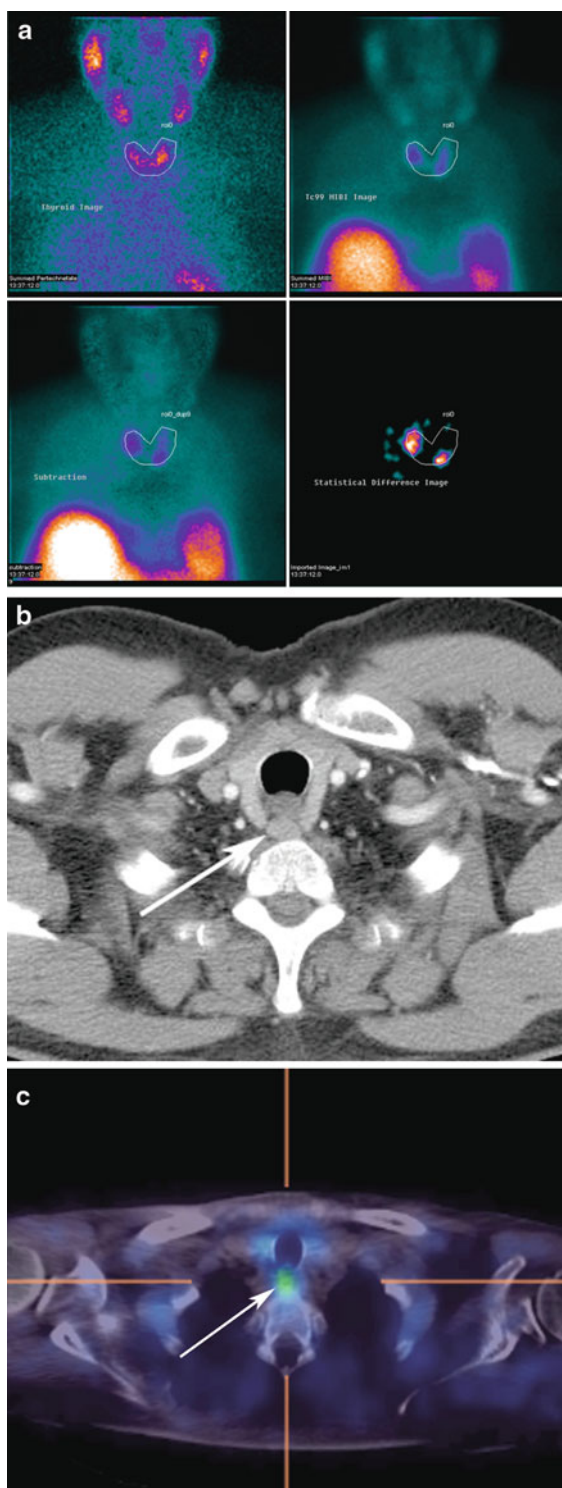 a
roi0
Thyroid Image
Summed Pertechnetate
13:37:12.0
roi0
Tc99 MIBI Image
Summed MIBI
13:37:12.0
roi0_dup0
Subtraction
subtraction
13:37:12.0
roi0
Statistical Difference Image
Imported Image_im1
13:37:12.0
b
c